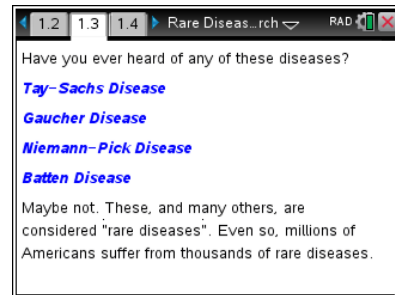 1.2 1.3 1.4 Rare Diseas...rch RAD
Have you ever heard of any of these diseases?
Tay-Sachs Disease
Gaucher Disease
Niemann-Pick Disease
Batten Disease
Maybe not. These, and many others, are
considered "rare diseases". Even so, millions of
Americans suffer from thousands of rare diseases.